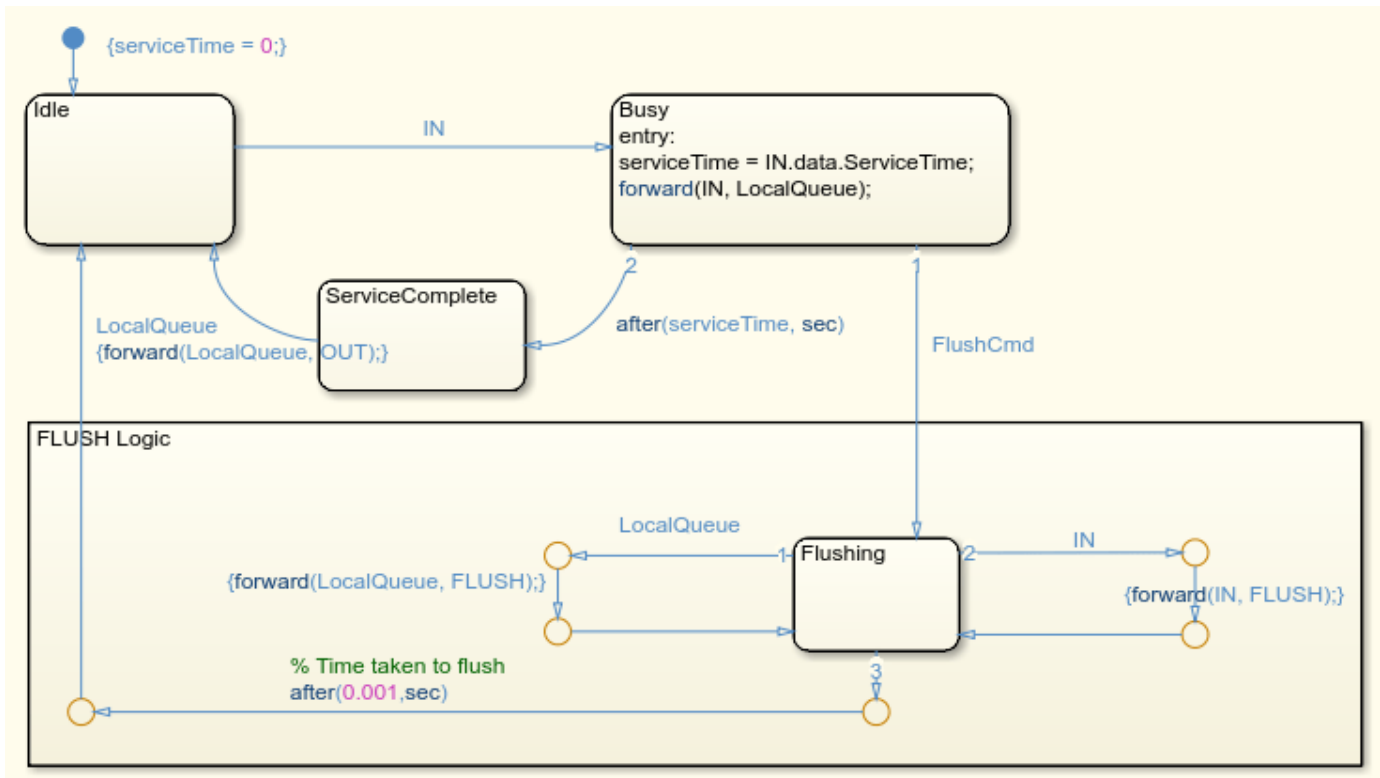 {serviceTime = 0;}
Idle
IN
Busy
entry:
serviceTime = IN.data.ServiceTime;
forward(IN, LocalQueue);
2
1
ServiceComplete
after(serviceTime, sec)
LocalQueue
{forward(LocalQueue, OUT);}
FlushCmd
FLUSH Logic
LocalQueue
1
Flushing
2
IN
{forward(LocalQueue, FLUSH);}
{forward(IN, FLUSH);}
3
% Time taken to flush
after(0.001,sec)